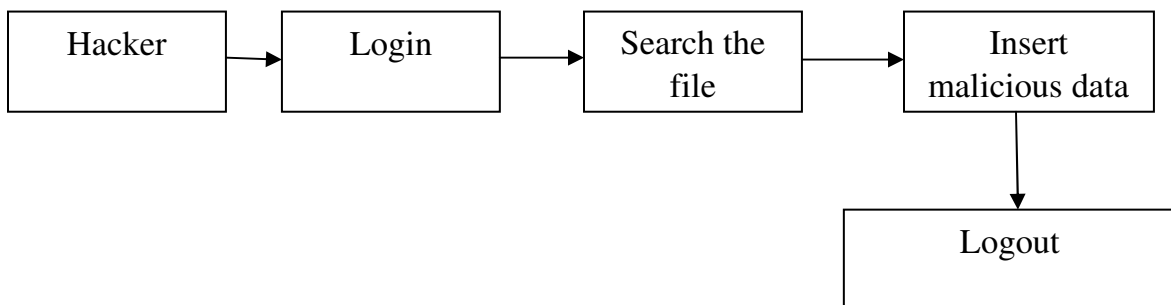 Hacker
Login
Search the
file
Insert
malicious data
Logout